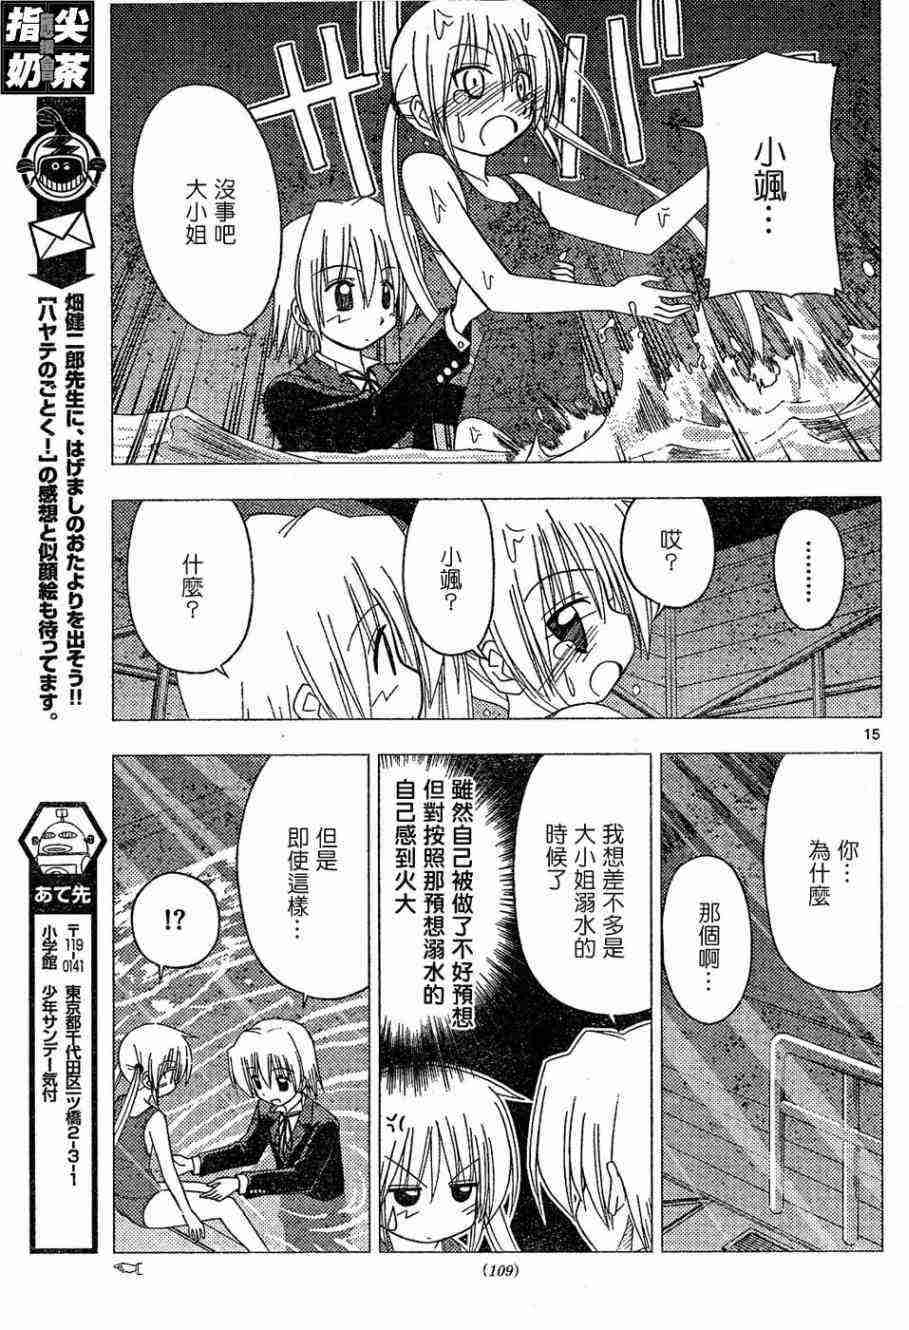 小颯…
沒事吧
大小姐
ザザ
………
哎？
小颯？
什麼？
15
你…
為什麼
那個啊…
我想差不多是
大小姐溺水的
時候了
雖然自己被做了不好預想
但對按照那預想溺水的
自己感到火大
但是
即使這樣…
!?
(109)
指尖
奶茶
畑健二郎先生に、はげましのおたよりを出そう!!
【ハヤテのごとく！】の感想と似顔絵も待ってます。
あて先
〒119-0141　東京都千代田区一ツ橋2-3-1
小学館　少年サンデー気付